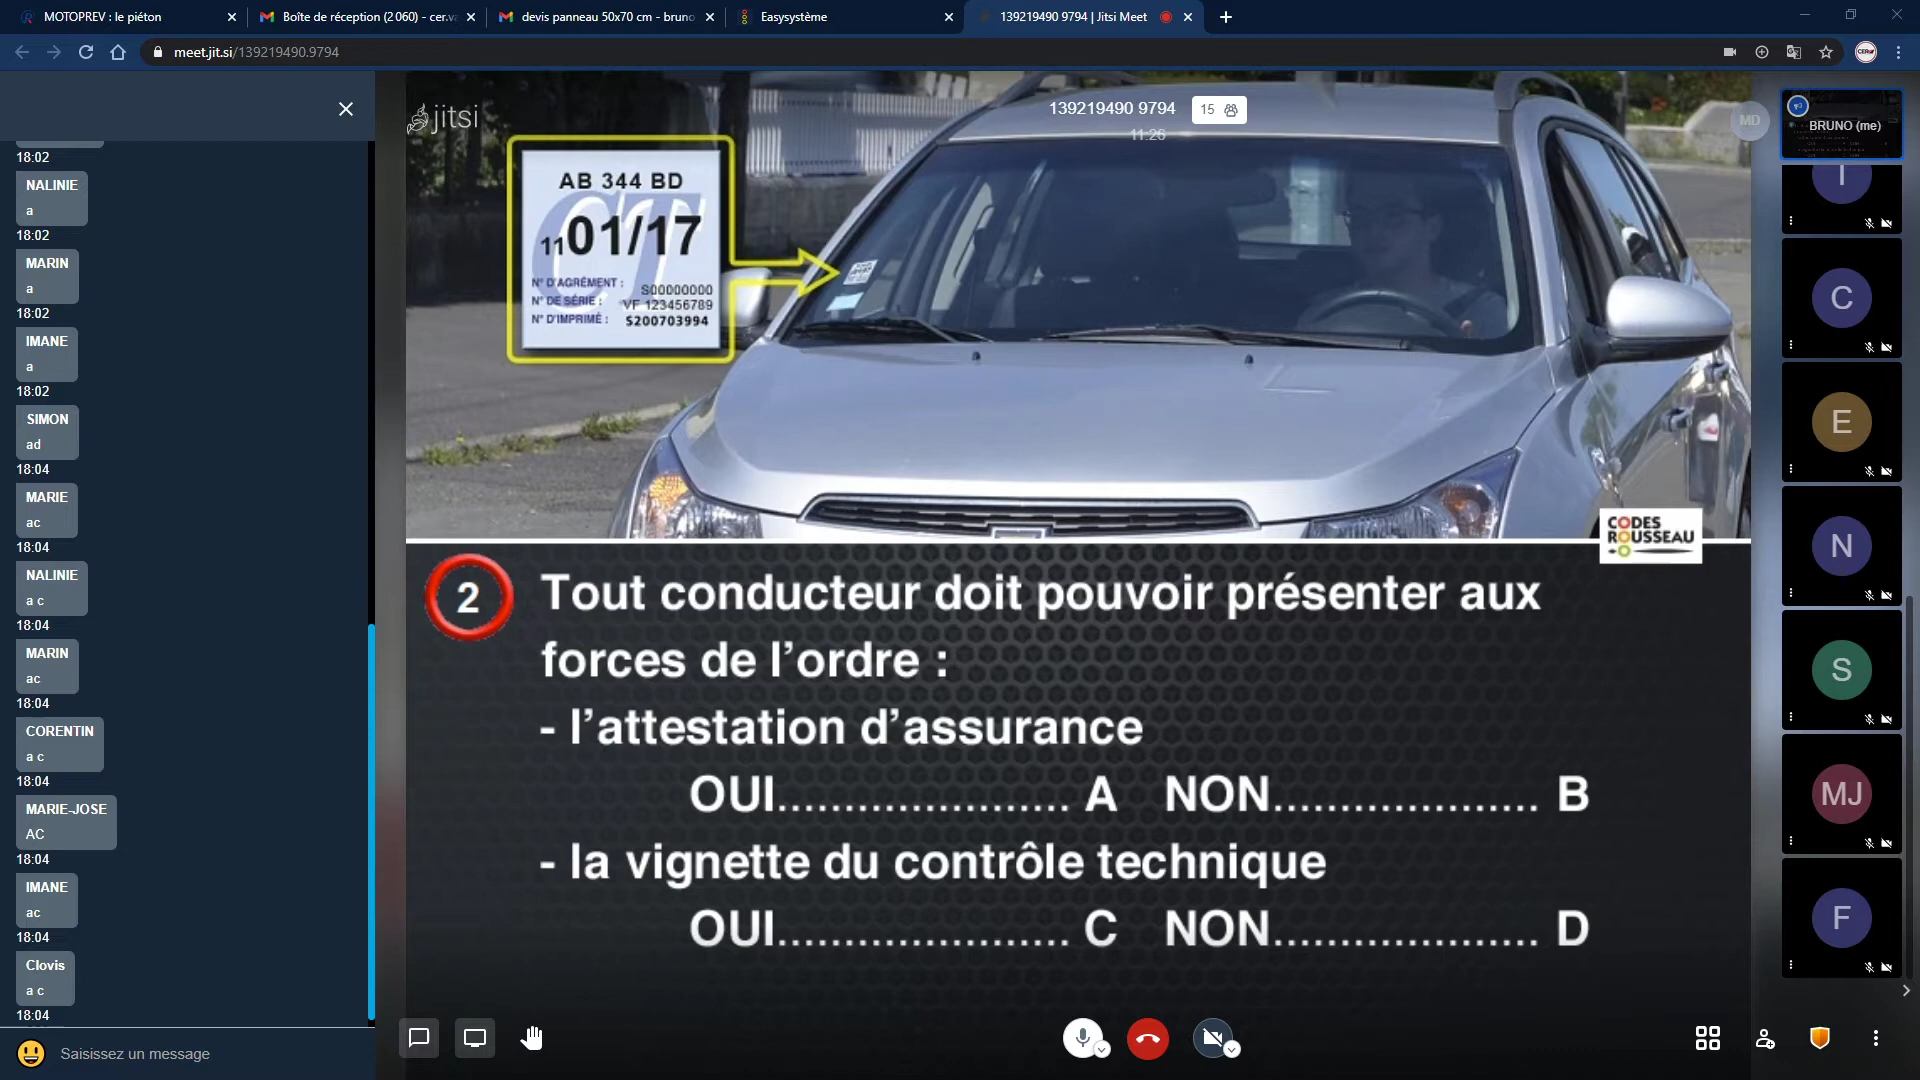 MOTOPREV : le piéton
Boîte de réception (2 060) - cer.va
devis panneau 50x70 cm - bruno
Easysystème
139219490 9794 | Jitsi Meet
meet.jit.si/139219490.9794
18:02
NALINIE
a
18:02
MARIN
a
18:02
IMANE
a
18:02
SIMON
ad
18:04
MARIE
ac
18:04
NALINIE
a c
18:04
MARIN
ac
18:04
CORENTIN
a c
18:04
MARIE-JOSE
AC
18:04
IMANE
ac
18:04
Clovis
a c
18:04
Saisissez un message
jitsi
139219490 9794
15
11:26
MD
AB 344 BD
CT
11 01/17
N° D'AGRÉMENT : S00000000
N° DE SÉRIE : VF 123456789
N° D'IMPRIMÉ : S200703994
CODES
ROUSSEAU
2
Tout conducteur doit pouvoir présenter aux
forces de l'ordre :
- l'attestation d'assurance
OUI...................... A NON.................... B
- la vignette du contrôle technique
OUI...................... C NON.................... D
BRUNO (me)
I
C
E
N
S
MJ
F